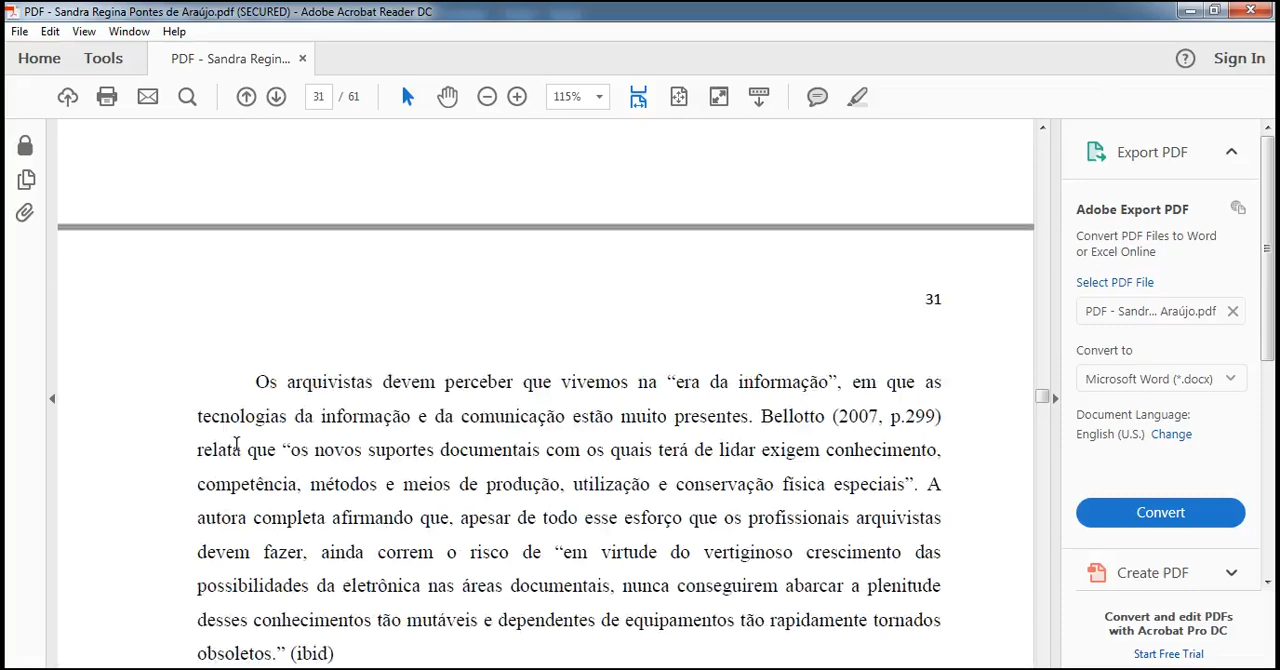 PDF - Sandra Regina Pontes de Araújo.pdf (SECURED) - Adobe Acrobat Reader DC
File Edit View Window Help
Home Tools PDF - Sandra Regin... × Sign In
31 / 61 115%
31
Os arquivistas devem perceber que vivemos na “era da informação”, em que as
tecnologias da informação e da comunicação estão muito presentes. Bellotto (2007, p.299)
relata que “os novos suportes documentais com os quais terá de lidar exigem conhecimento,
competência, métodos e meios de produção, utilização e conservação física especiais”. A
autora completa afirmando que, apesar de todo esse esforço que os profissionais arquivistas
devem fazer, ainda correm o risco de “em virtude do vertiginoso crescimento das
possibilidades da eletrônica nas áreas documentais, nunca conseguirem abarcar a plenitude
desses conhecimentos tão mutáveis e dependentes de equipamentos tão rapidamente tornados
obsoletos.” (ibid)
Export PDF
Adobe Export PDF
Convert PDF Files to Word
or Excel Online
Select PDF File
PDF - Sandr... Araújo.pdf
Convert to
Microsoft Word (*.docx)
Document Language:
English (U.S.) Change
Convert
Create PDF
Convert and edit PDFs
with Acrobat Pro DC
Start Free Trial